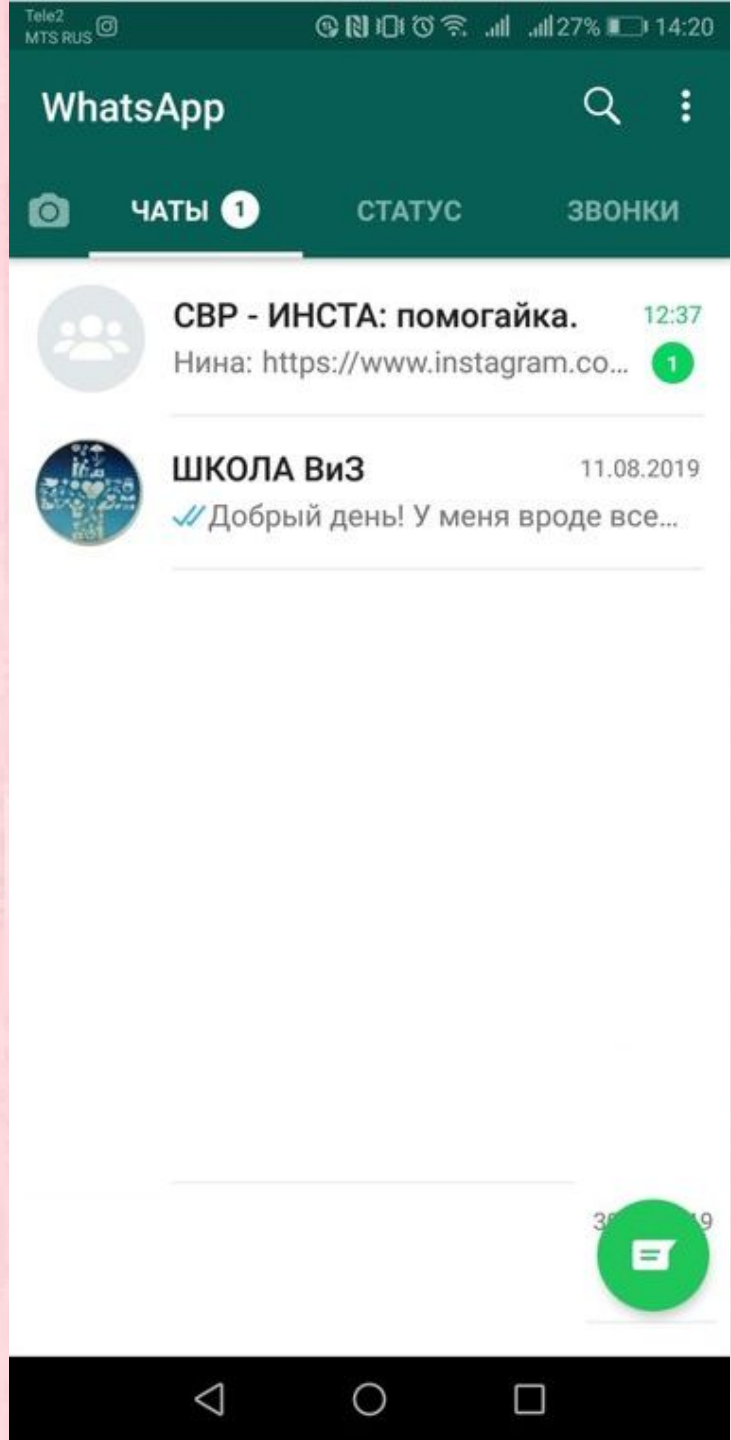 Tele2
MTS RUS 27% 14:20
WhatsApp
ЧАТЫ 1 СТАТУС ЗВОНКИ
СВР - ИНСТА: помогайка. 12:37
Нина: https://www.instagram.co... 1
ШКОЛА ВиЗ 11.08.2019
Добрый день! У меня вроде все...